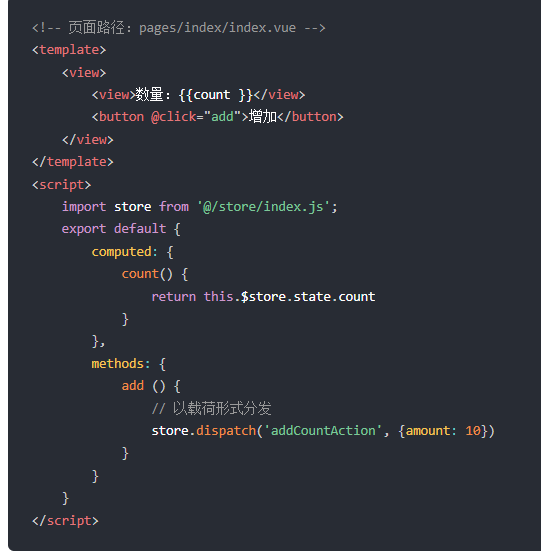 <!-- 页面路径：pages/index/index.vue -->
<template>
    <view>
        <view>数量：{{count }}</view>
        <button @click="add">增加</button>
    </view>
</template>
<script>
    import store from '@/store/index.js';
    export default {
        computed: {
            count() {
                return this.$store.state.count
            }
        },
        methods: {
            add () {
                // 以载荷形式分发
                store.dispatch('addCountAction', {amount: 10})
            }
        }
    }
</script>